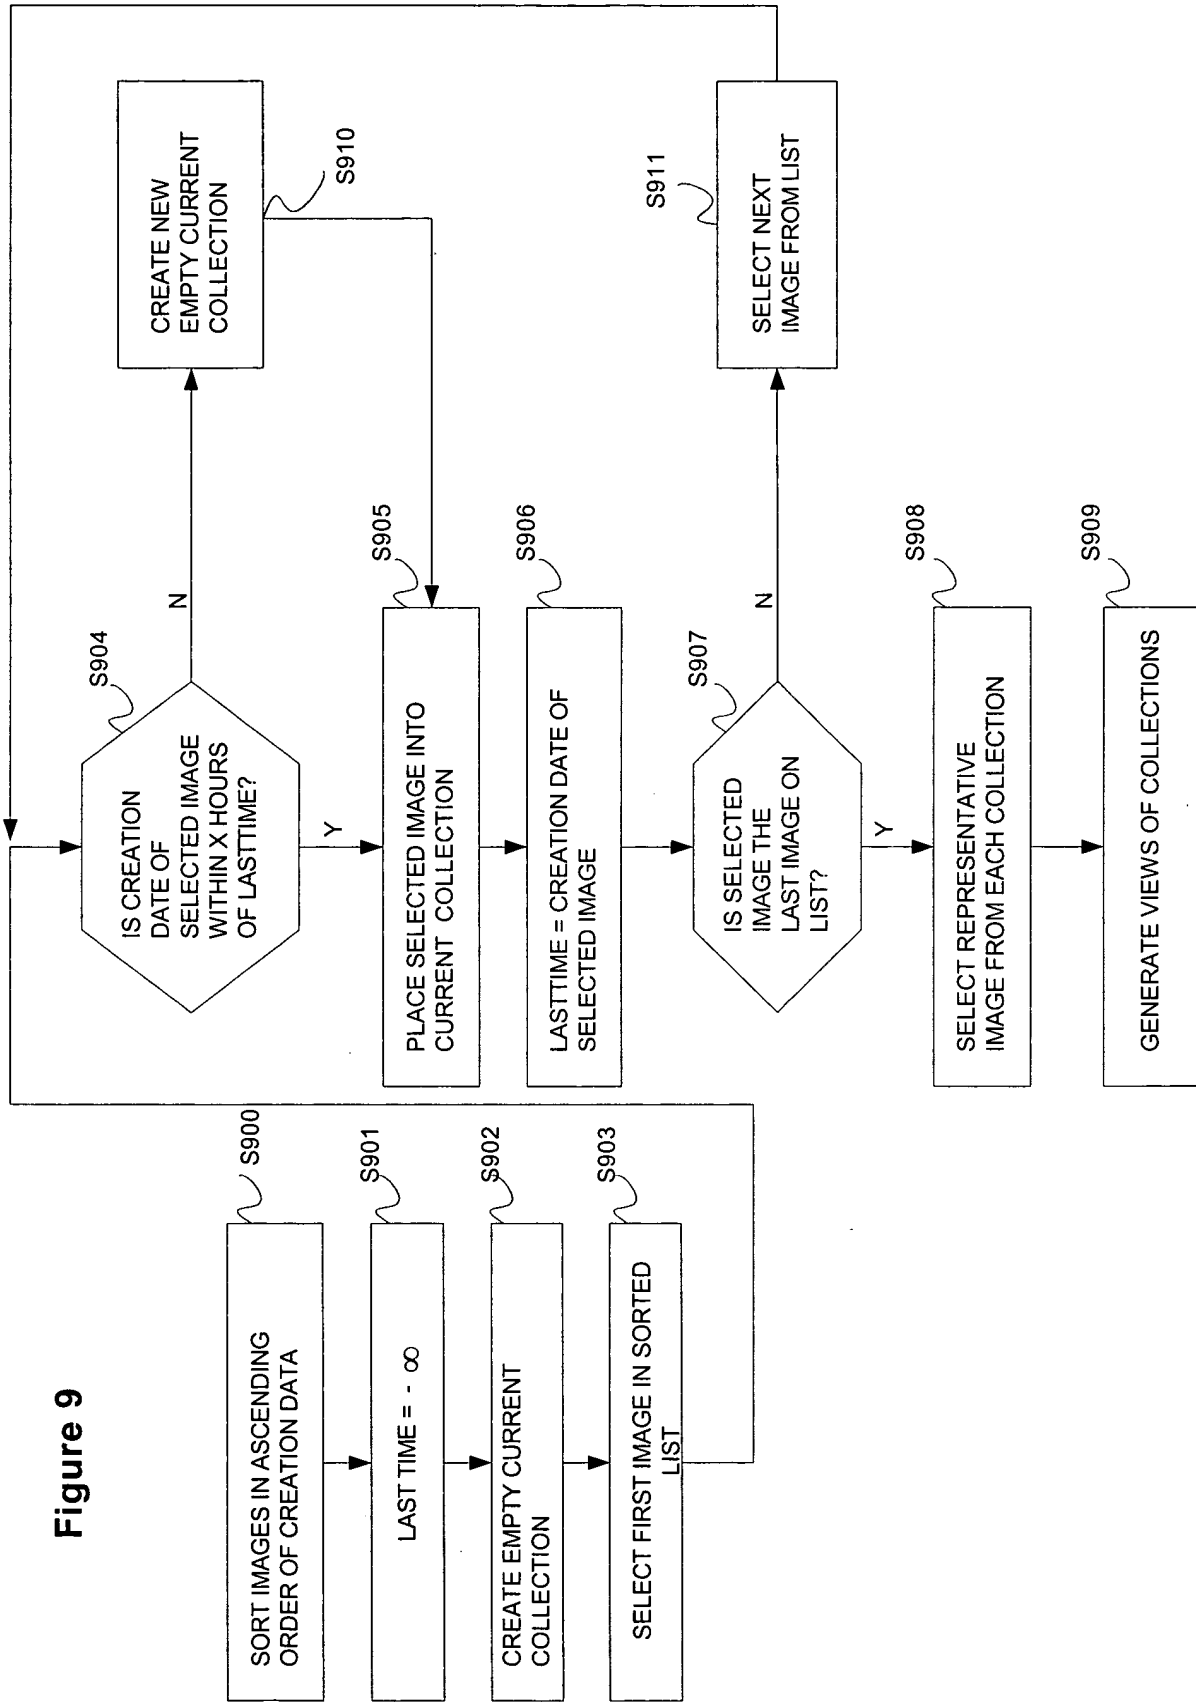 Figure 9
SORT IMAGES IN ASCENDING
ORDER OF CREATION DATA
S900
LAST TIME = - ∞
S901
CREATE EMPTY CURRENT
COLLECTION
S902
SELECT FIRST IMAGE IN SORTED
LIST
S903
IS CREATION
DATE OF
SELECTED IMAGE
WITHIN X HOURS
OF LASTTIME?
S904
N
Y
CREATE NEW
EMPTY CURRENT
COLLECTION
S910
PLACE SELECTED IMAGE INTO
CURRENT COLLECTION
S905
LASTTIME = CREATION DATE OF
SELECTED IMAGE
S906
IS SELECTED
IMAGE THE
LAST IMAGE ON
LIST?
S907
N
Y
SELECT NEXT
IMAGE FROM LIST
S911
SELECT REPRESENTATIVE
IMAGE FROM EACH COLLECTION
S908
GENERATE VIEWS OF COLLECTIONS
S909